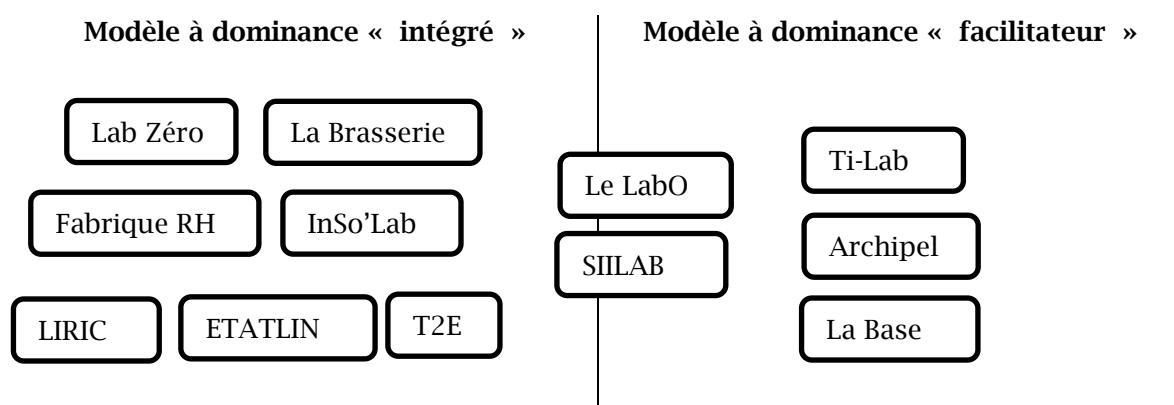 Modèle à dominance «  intégré  »
Modèle à dominance «  facilitateur  »
Lab Zéro
La Brasserie
Fabrique RH
InSo’Lab
LIRIC
ETATLIN
T2E
Le LabO
SIILAB
Ti-Lab
Archipel
La Base